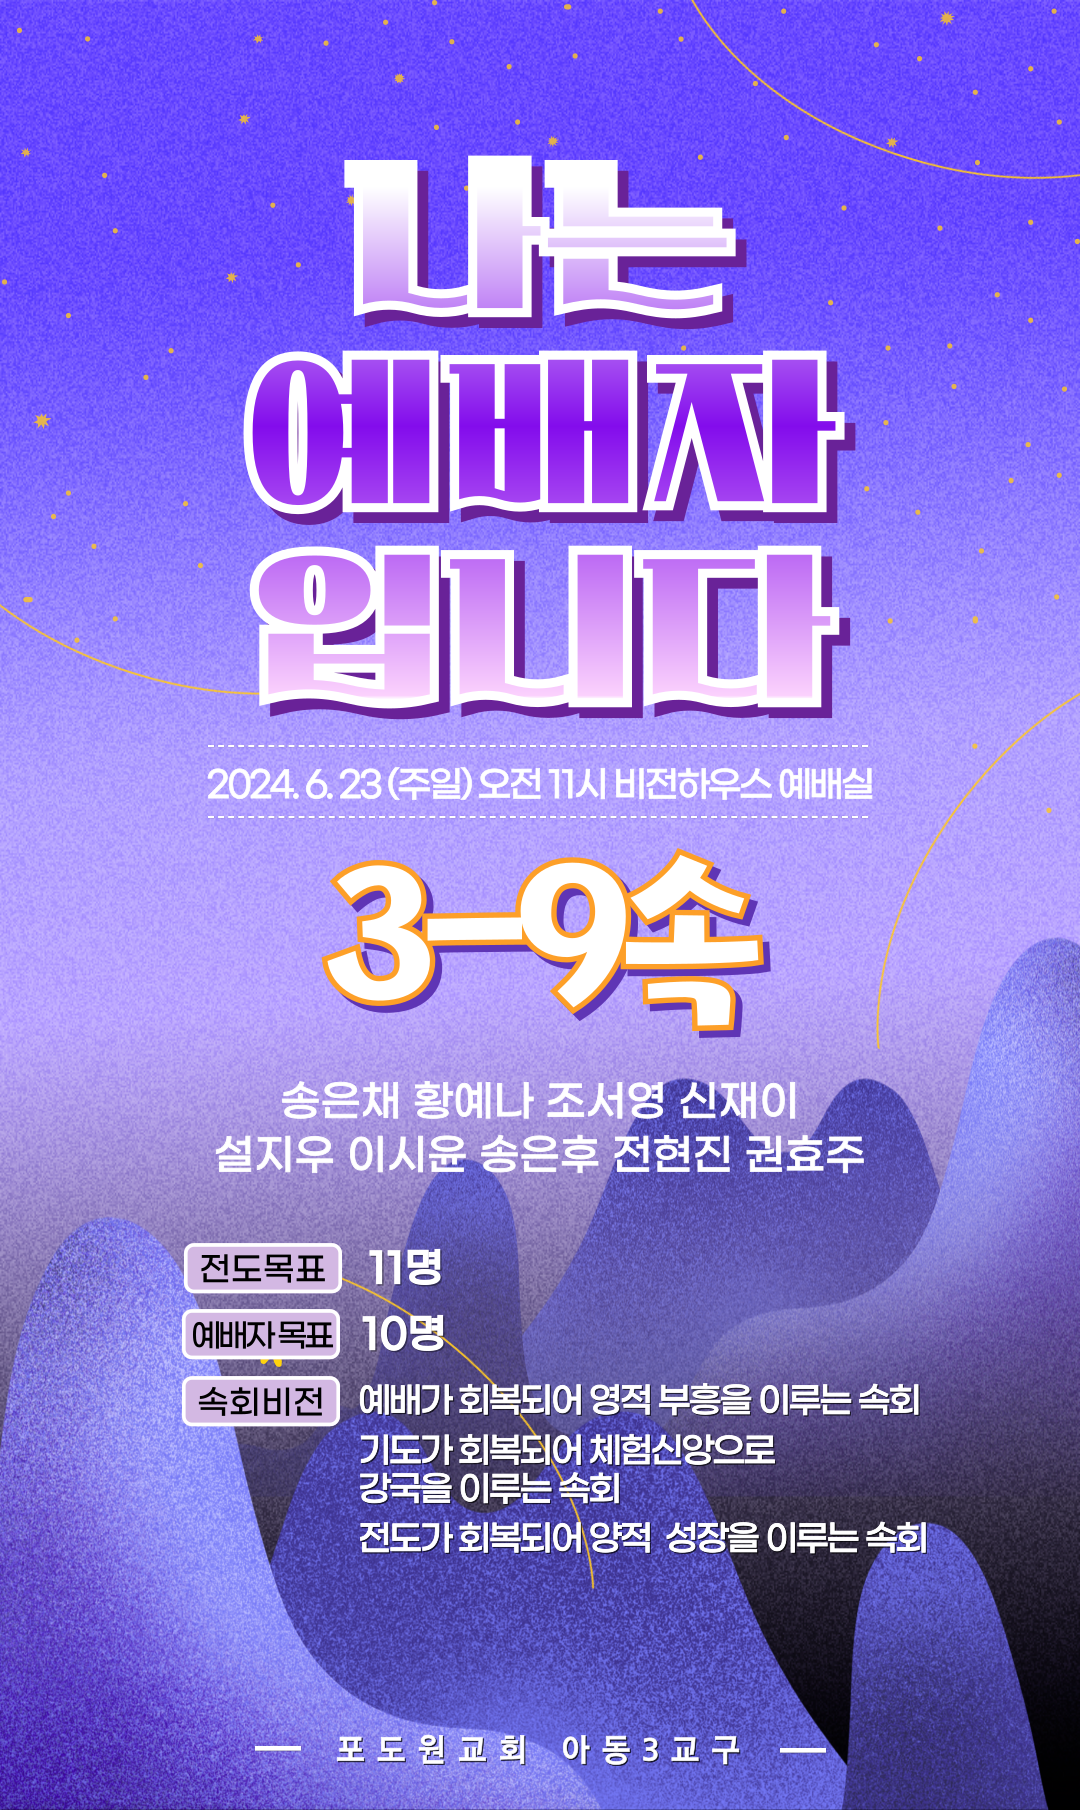 나는
예배자
입니다
2024. 6. 23 (주일) 오전 11시 비전하우스 예배실
3-9속
송은채 황예나 조서영 신재이
설지우 이시윤 송은후 전현진 권효주
전도목표 11명
예배자목표 10명
속회비전 예배가 회복되어 영적 부흥을 이루는 속회
기도가 회복되어 체험신앙으로
강국을 이루는 속회
전도가 회복되어 양적 성장을 이루는 속회
포도원교회 아동3교구